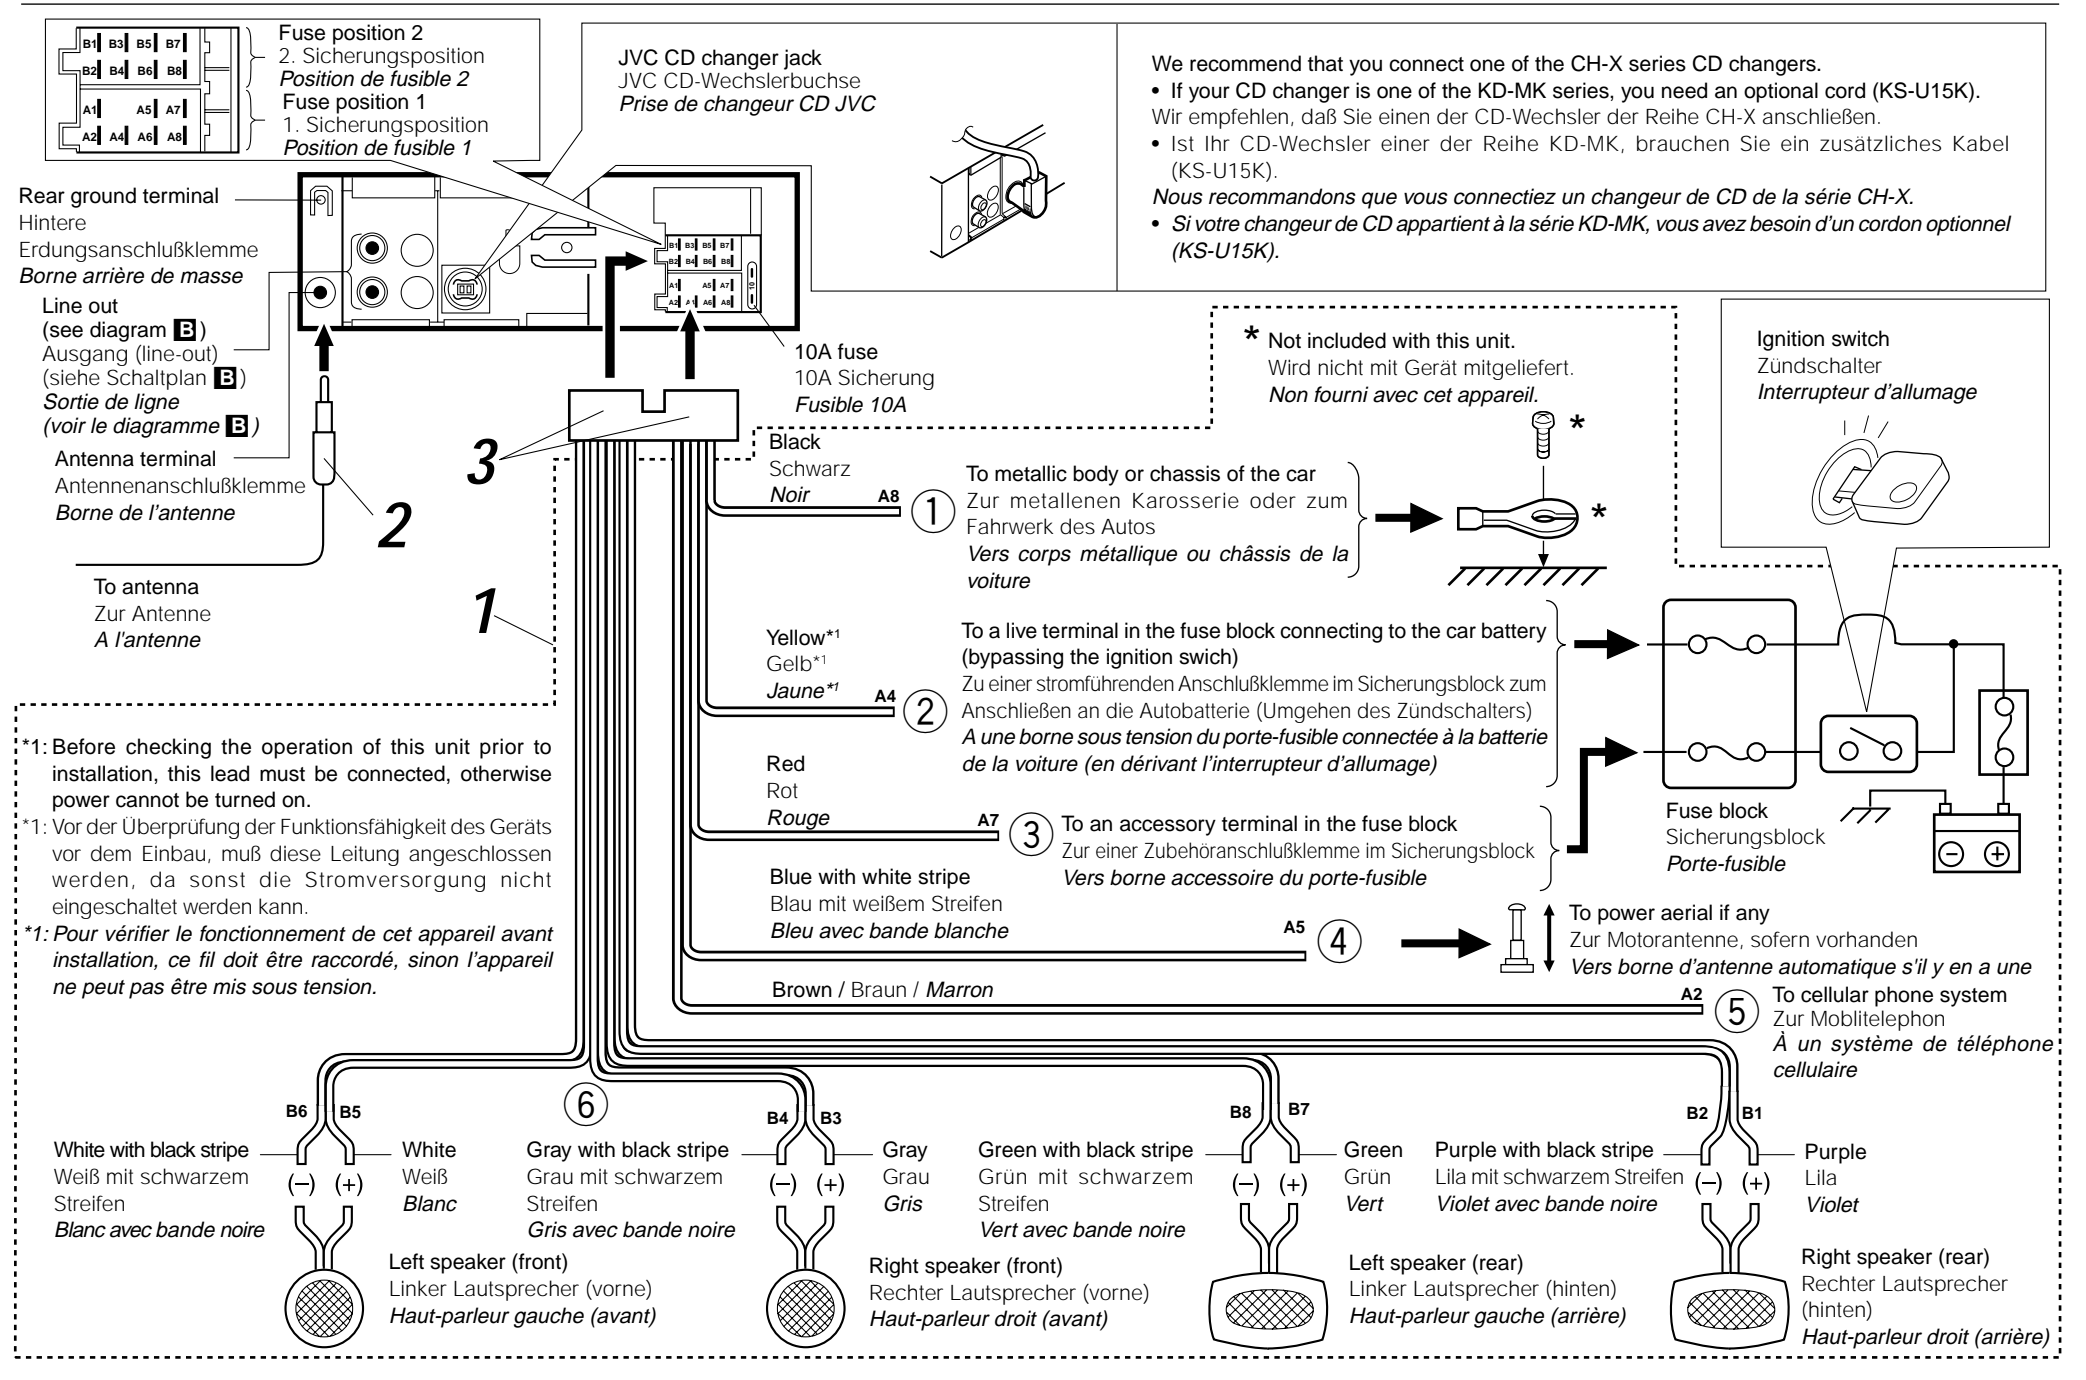 B1 B3 B5 B7
B2 B4 B6 B8
A1 A5 A7
A2 A4 A6 A8
Fuse position 2
2. Sicherungsposition
Position de fusible 2
Fuse position 1
1. Sicherungsposition
Position de fusible 1
JVC CD changer jack
JVC CD-Wechslerbuchse
Prise de changeur CD JVC
We recommend that you connect one of the CH-X series CD changers.
• If your CD changer is one of the KD-MK series, you need an optional cord (KS-U15K).
Wir empfehlen, daß Sie einen der CD-Wechsler der Reihe CH-X anschließen.
• Ist Ihr CD-Wechsler einer der Reihe KD-MK, brauchen Sie ein zusätzliches Kabel
(KS-U15K).
Nous recommandons que vous connectiez un changeur de CD de la série CH-X.
• Si votre changeur de CD appartient à la série KD-MK, vous avez besoin d'un cordon optionnel
(KS-U15K).
Rear ground terminal
Hintere
Erdungsanschlußklemme
Borne arrière de masse
Line out
(see diagram B)
Ausgang (line-out)
(siehe Schaltplan B)
Sortie de ligne
(voir le diagramme B)
Antenna terminal
Antennenanschlußklemme
Borne de l'antenne
B1 B3 B5 B7
B2 B4 B6 B8
A1 A5 A7
A2 A6 A8
10
10A fuse
10A Sicherung
Fusible 10A
* Not included with this unit.
Wird nicht mit Gerät mitgeliefert.
Non fourni avec cet appareil.
Ignition switch
Zündschalter
Interrupteur d'allumage
3
2
1
To antenna
Zur Antenne
A l'antenne
Black
Schwarz
Noir
A8
1
To metallic body or chassis of the car
Zur metallenen Karosserie oder zum
Fahrwerk des Autos
Vers corps métallique ou châsis de la
voiture
*
*
Yellow*1
Gelb*1
Jaune*1
A4
2
To a live terminal in the fuse block connecting to the car battery
(bypassing the ignition swich)
Zu einer stromführenden Anschlußklemme im Sicherungsblock zum
Anschließen an die Autobatterie (Umgehen des Zündschalters)
A une borne sous tension du porte-fusible connectée à la batterie
de la voiture (en dérivant l'interrupteur d'allumage)
*1: Before checking the operation of this unit prior to
installation, this lead must be connected, otherwise
power cannot be turned on.
*1: Vor der Überprüfung der Funktionsfähigkeit des Geräts
vor dem Einbau, muß diese Leitung angeschlossen
werden, da sonst die Stromversorgung nicht
eingeschaltet werden kann.
*1: Pour vérifier le fonctionnement de cet appareil avant
installation, ce fil doit être raccordé, sinon l'appareil
ne peut pas être mis sous tension.
Red
Rot
Rouge
A7
3
To an accessory terminal in the fuse block
Zur einer Zubehöranschlußklemme im Sicherungsblock
Vers borne accessoire du porte-fusible
Fuse block
Sicherungsblock
Porte-fusible
− +
Blue with white stripe
Blau mit weißem Streifen
Bleu avec bande blanche
A5
4
To power aerial if any
Zur Motorantenne, sofern vorhanden
Vers borne d'antenne automatique s'il y en a une
Brown / Braun / Marron
A2
5
To cellular phone system
Zur Moblitelephon
À un système de téléphone
cellulaire
6
B6 B5
B4 B3
B8 B7
B2 B1
White with black stripe
Weiß mit schwarzem
Streifen
Blanc avec bande noire
(−) (+)
White
Weiß
Blanc
Left speaker (front)
Linker Lautsprecher (vorne)
Haut-parleur gauche (avant)
Gray with black stripe
Grau mit schwarzem
Streifen
Gris avec bande noire
(−) (+)
Gray
Grau
Gris
Right speaker (front)
Rechter Lautsprecher (vorne)
Haut-parleur droit (avant)
Green with black stripe
Grün mit schwarzem
Streifen
Vert avec bande noire
(−) (+)
Green
Grün
Vert
Left speaker (rear)
Linker Lautsprecher (hinten)
Haut-parleur gauche (arrière)
Purple with black stripe
Lila mit schwarzem Streifen
Violet avec bande noire
(−) (+)
Purple
Lila
Violet
Right speaker (rear)
Rechter Lautsprecher
(hinten)
Haut-parleur droit (arrière)